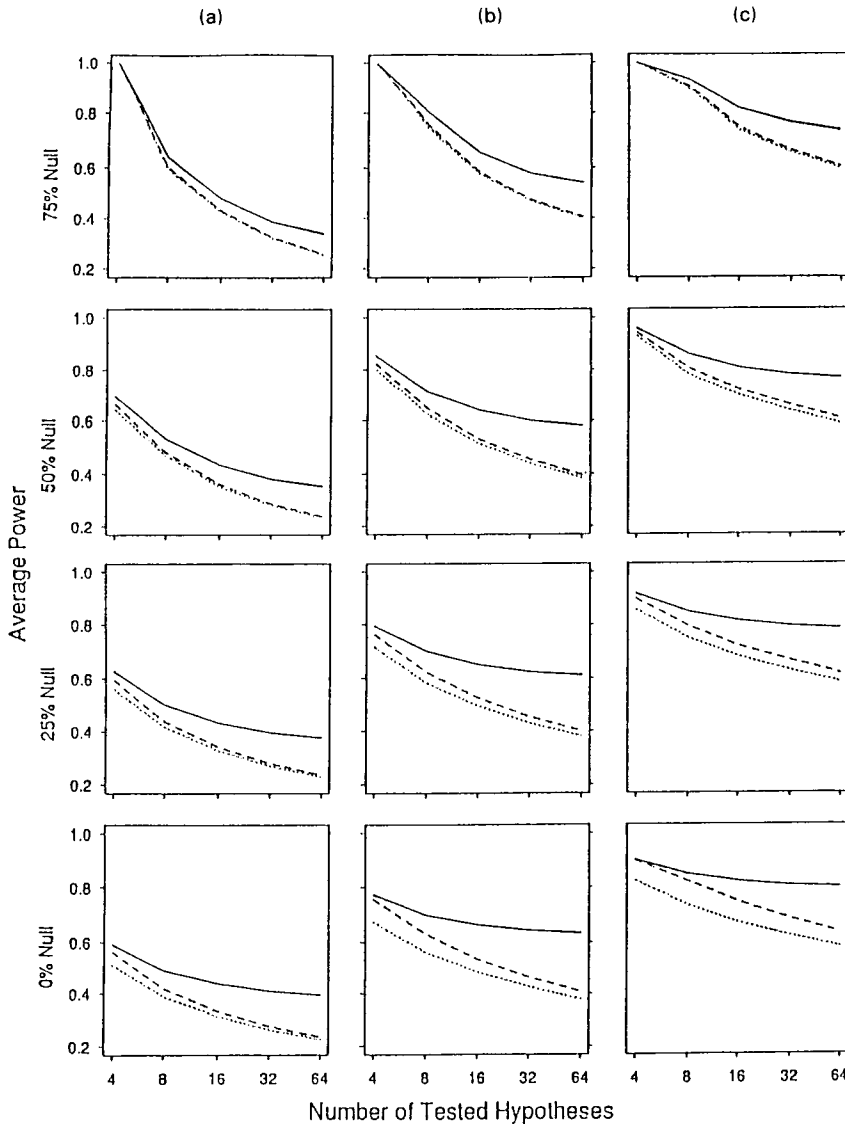 (a) (b) (c)
Average Power
75% Null
1.0
0.8
0.6
0.4
0.2
50% Null
1.0
0.8
0.6
0.4
0.2
25% Null
1.0
0.8
0.6
0.4
0.2
0% Null
1.0
0.8
0.6
0.4
0.2
4 8 16 32 64 4 8 16 32 64 4 8 16 32 64
Number of Tested Hypotheses